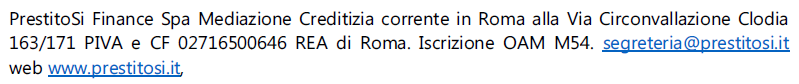 PrestitoSi Finance Spa Mediazione Creditizia corrente in Roma alla Via Circonvallazione Clodia
163/171 PIVA e CF 02716500646 REA di Roma. Iscrizione OAM M54. segreteria@prestitosi.it
web www.prestitosi.it,